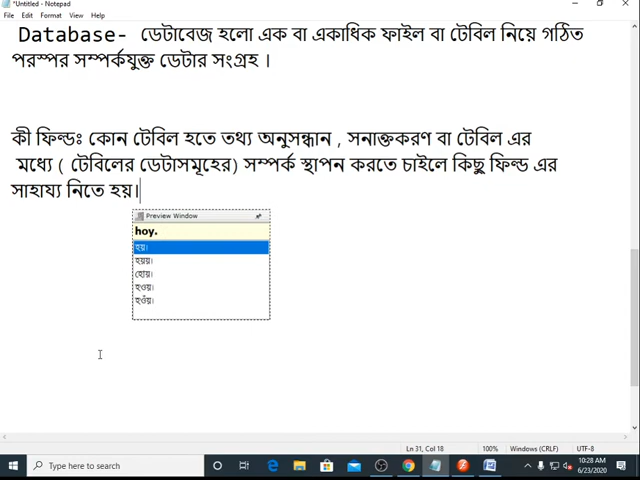 *Untitled - Notepad
File Edit Format View Help
Database- ডেটাবেজ হলো এক বা একাধিক ফাইল বা টেবিল নিয়ে গঠিত
পরস্পর সম্পর্কযুক্ত ডেটার সংগ্রহ ।
কী ফিল্ডঃ কোন টেবিল হতে তথ্য অনুসন্ধান , সনাক্তকরণ বা টেবিল এর
মধ্যে ( টেবিলের ডেটাসমূহের) সম্পর্ক স্থাপন করতে চাইলে কিছু ফিল্ড এর
সাহায্য নিতে হয়।
Preview Window
hoy.
হয়।
হয়য়।
হোয়।
হওয়।
হওঁয়।
Ln 31, Col 18 100% Windows (CRLF) UTF-8
Type here to search
10:28 AM
6/23/2020